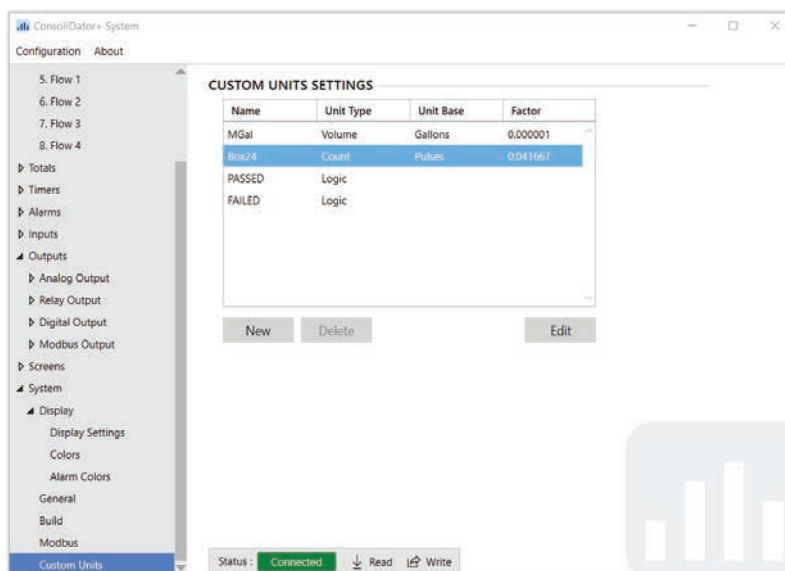 ConsoliDator+ System
Configuration About
5. Flow 1
6. Flow 2
7. Flow 3
8. Flow 4
Totals
Timers
Alarms
Inputs
Outputs
Analog Output
Relay Output
Digital Output
Modbus Output
Screens
System
Display
Display Settings
Colors
Alarm Colors
General
Build
Modbus
Custom Units
CUSTOM UNITS SETTINGS
Name Unit Type Unit Base Factor
MGal Volume Gallons 0.000001
Box24 Count Pulses 0.041667
PASSED Logic
FAILED Logic
New Delete Edit
Status : Connected Read Write